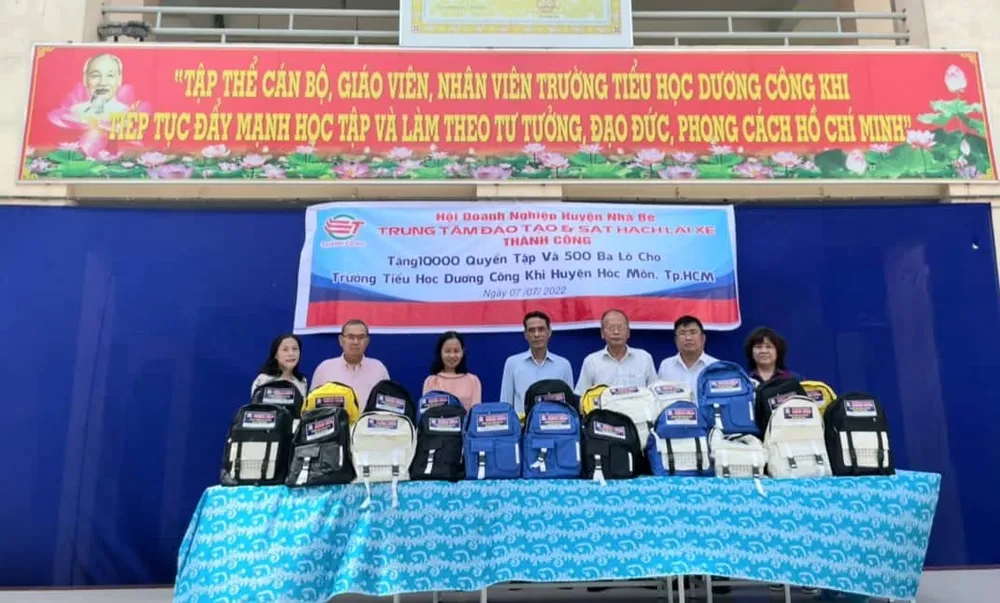 "TẬP THỂ CÁN BỘ, GIÁO VIÊN, NHÂN VIÊN TRƯỜNG TIỂU HỌC DƯƠNG CÔNG KHI
TIẾP TỤC ĐẨY MẠNH HỌC TẬP VÀ LÀM THEO TƯ TƯỞNG, ĐẠO ĐỨC, PHONG CÁCH HỒ CHÍ MINH"
Hội Doanh Nghiệp Huyện Nhà Bè
TRUNG TÂM ĐÀO TẠO & SÁT HẠCH LÁI XE
THÀNH CÔNG
Tặng10000 Quyển Tập Và 500 Ba Lô Cho
Trường Tiểu Học Dương Công Khi Huyện Hóc Môn, Tp.HCM
Ngày 07 /07/ 2022